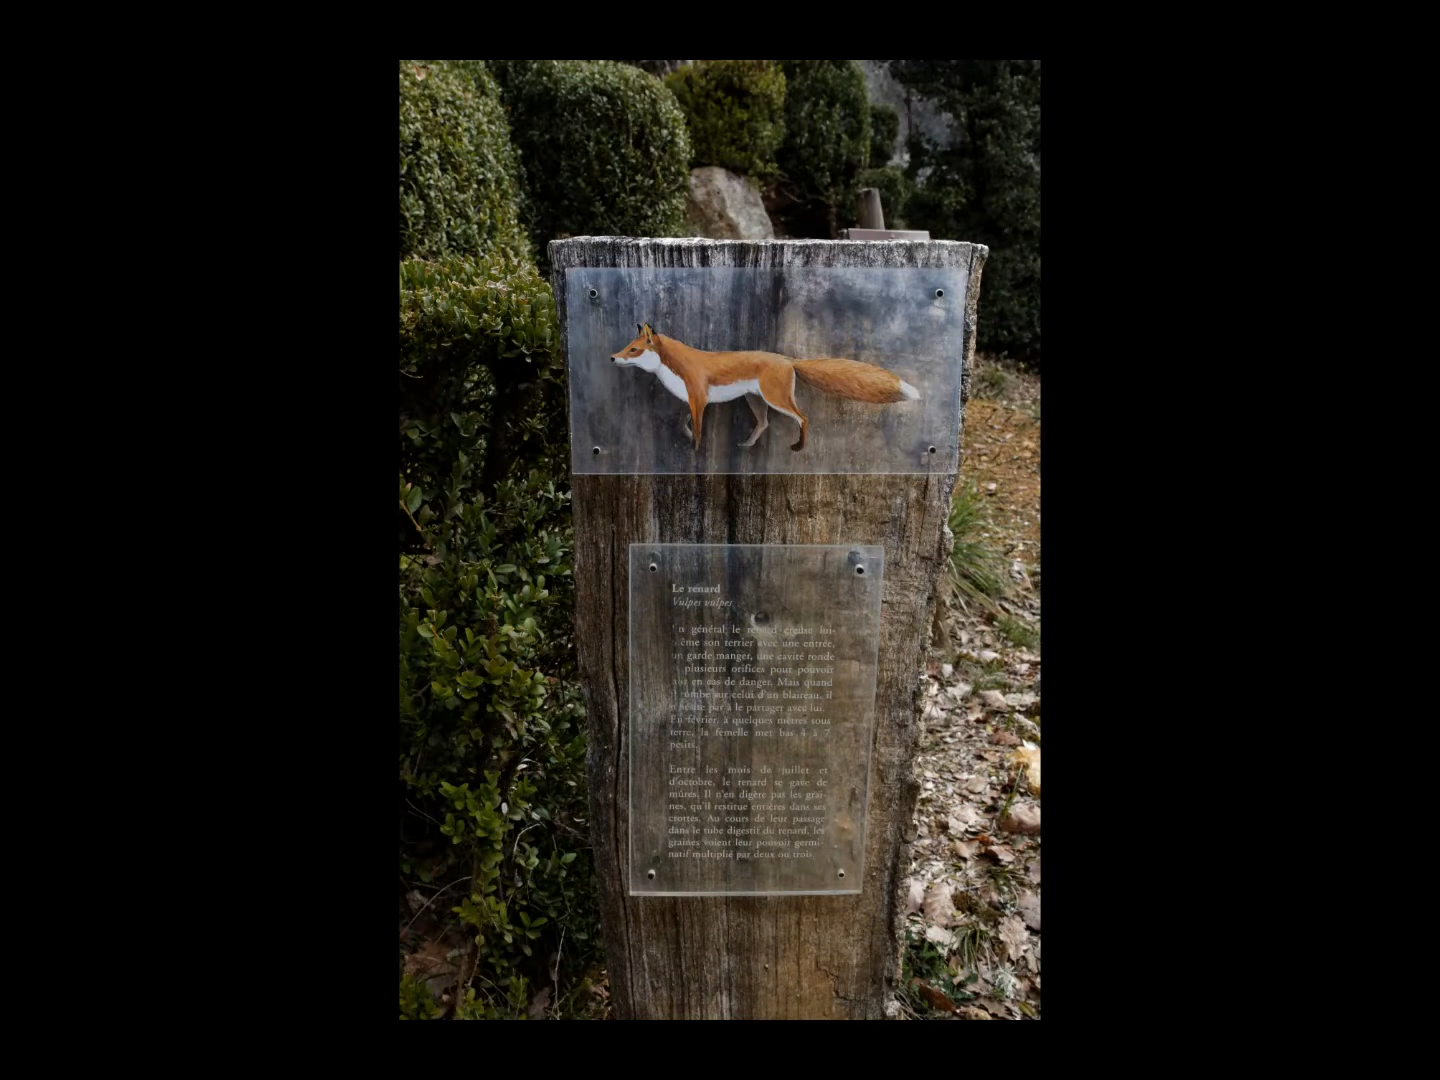 Le renard
Vulpes vulpes
En général le renard creuse lui-
même son terrier avec une entrée,
un garde manger, une cavité ronde
plusieurs orifices pour pouvoir
fuir en cas de danger. Mais quand
il tombe sur celui d'un blaireau, il
n'hésite par à le partager avec lui.
En février, à quelques mètres sous
terre, la femelle met bas 4 à 7
petits.
Entre les mois de juillet et
d'octobre, le renard se gave de
mûres. Il n'en digère pas les grai-
nes, qu'il restitue entières dans ses
crottes. Au cours de leur passage
dans le tube digestif du renard, les
graines voient leur pouvoir germi-
natif multiplié par deux ou trois.